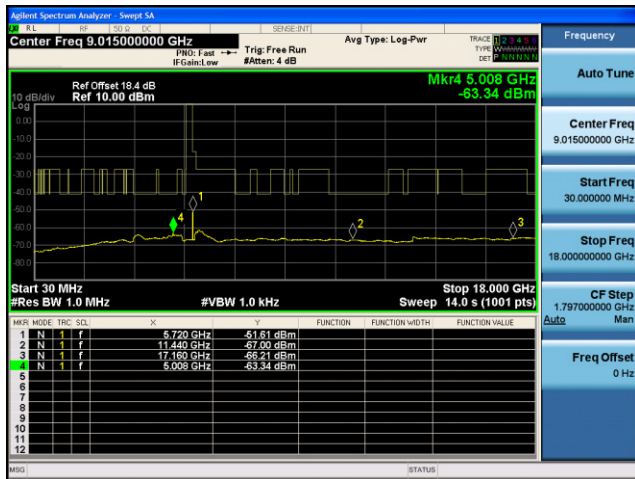 Agilent Spectrum Analyzer - Swept SA
RL RF 50 Ω DC SENSE:INT
Center Freq 9.015000000 GHz
PNO: Fast
IFGain:Low
Trig: Free Run
#Atten: 4 dB
Avg Type: Log-Pwr
TRACE 1 2 3 4 5 6
TYPE
DET P N N N N N
Ref Offset 18.4 dB
10 dB/div Ref 10.00 dBm
Log
Mkr4 5.008 GHz
-63.34 dBm
0.00
-10.0
-20.0
-30.0
-40.0
-50.0
-60.0
-70.0
-80.0
1
4
2
3
Start 30 MHz Stop 18.000 GHz
#Res BW 1.0 MHz #VBW 1.0 kHz Sweep 14.0 s (1001 pts)
MKR MODE TRC SCL X Y FUNCTION FUNCTION WIDTH FUNCTION VALUE
1 N 1 f 5.720 GHz -51.61 dBm
2 N 1 f 11.440 GHz -67.00 dBm
3 N 1 f 17.160 GHz -66.21 dBm
4 N 1 f 5.008 GHz -63.34 dBm
5
6
7
8
9
10
11
12
MSG STATUS
Frequency
Auto Tune
Center Freq
9.015000000 GHz
Start Freq
30.000000 MHz
Stop Freq
18.000000000 GHz
CF Step
1.797000000 GHz
Auto Man
Freq Offset
0 Hz